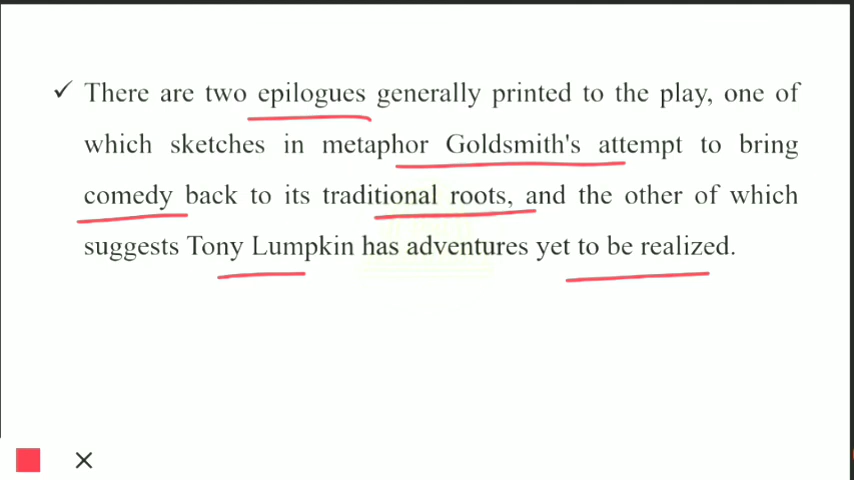 ✓ There are two epilogues generally printed to the play, one of
which sketches in metaphor Goldsmith's attempt to bring
comedy back to its traditional roots, and the other of which
suggests Tony Lumpkin has adventures yet to be realized.